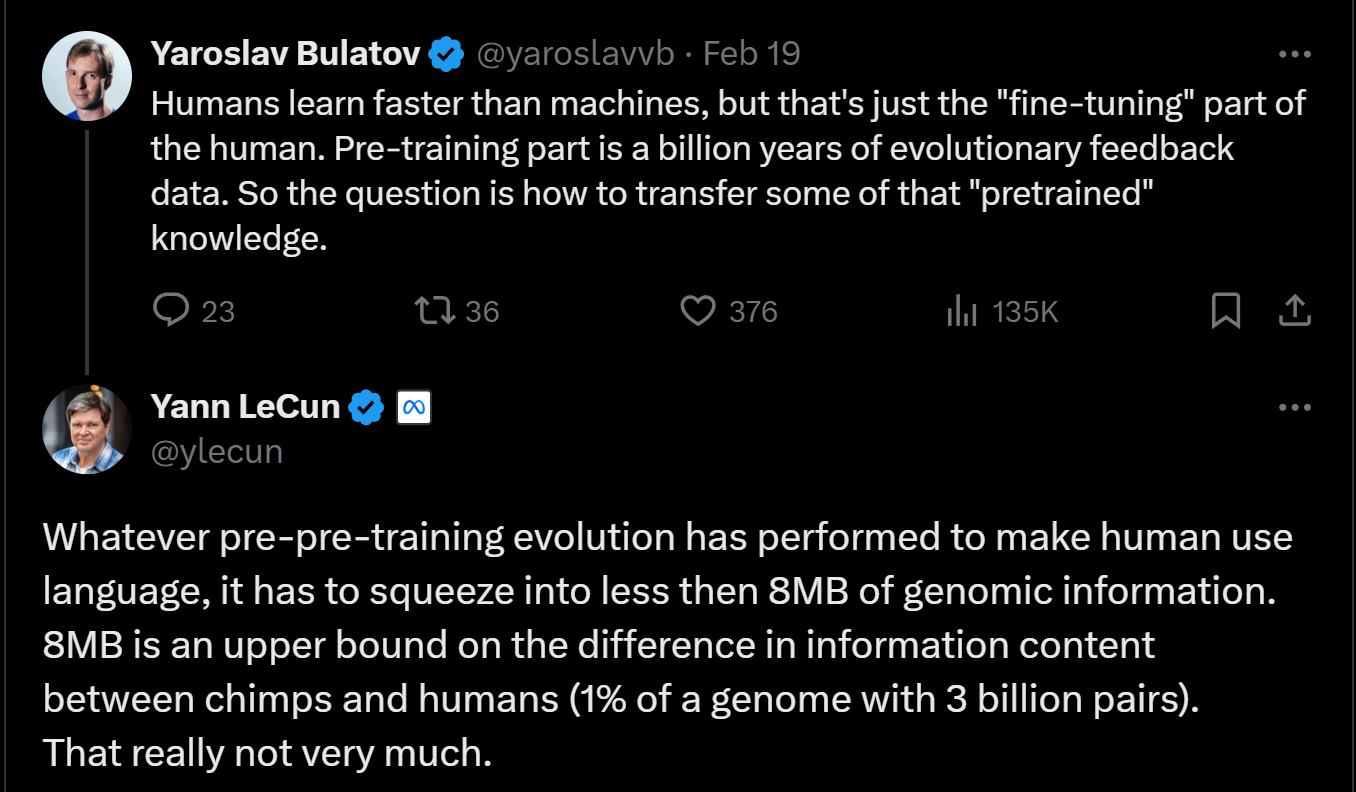 Yaroslav Bulatov @yaroslavvb · Feb 19
Humans learn faster than machines, but that's just the "fine-tuning" part of
the human. Pre-training part is a billion years of evolutionary feedback
data. So the question is how to transfer some of that "pretrained"
knowledge.
23 36 376 135K
Yann LeCun
@ylecun
Whatever pre-pre-training evolution has performed to make human use
language, it has to squeeze into less then 8MB of genomic information.
8MB is an upper bound on the difference in information content
between chimps and humans (1% of a genome with 3 billion pairs).
That really not very much.